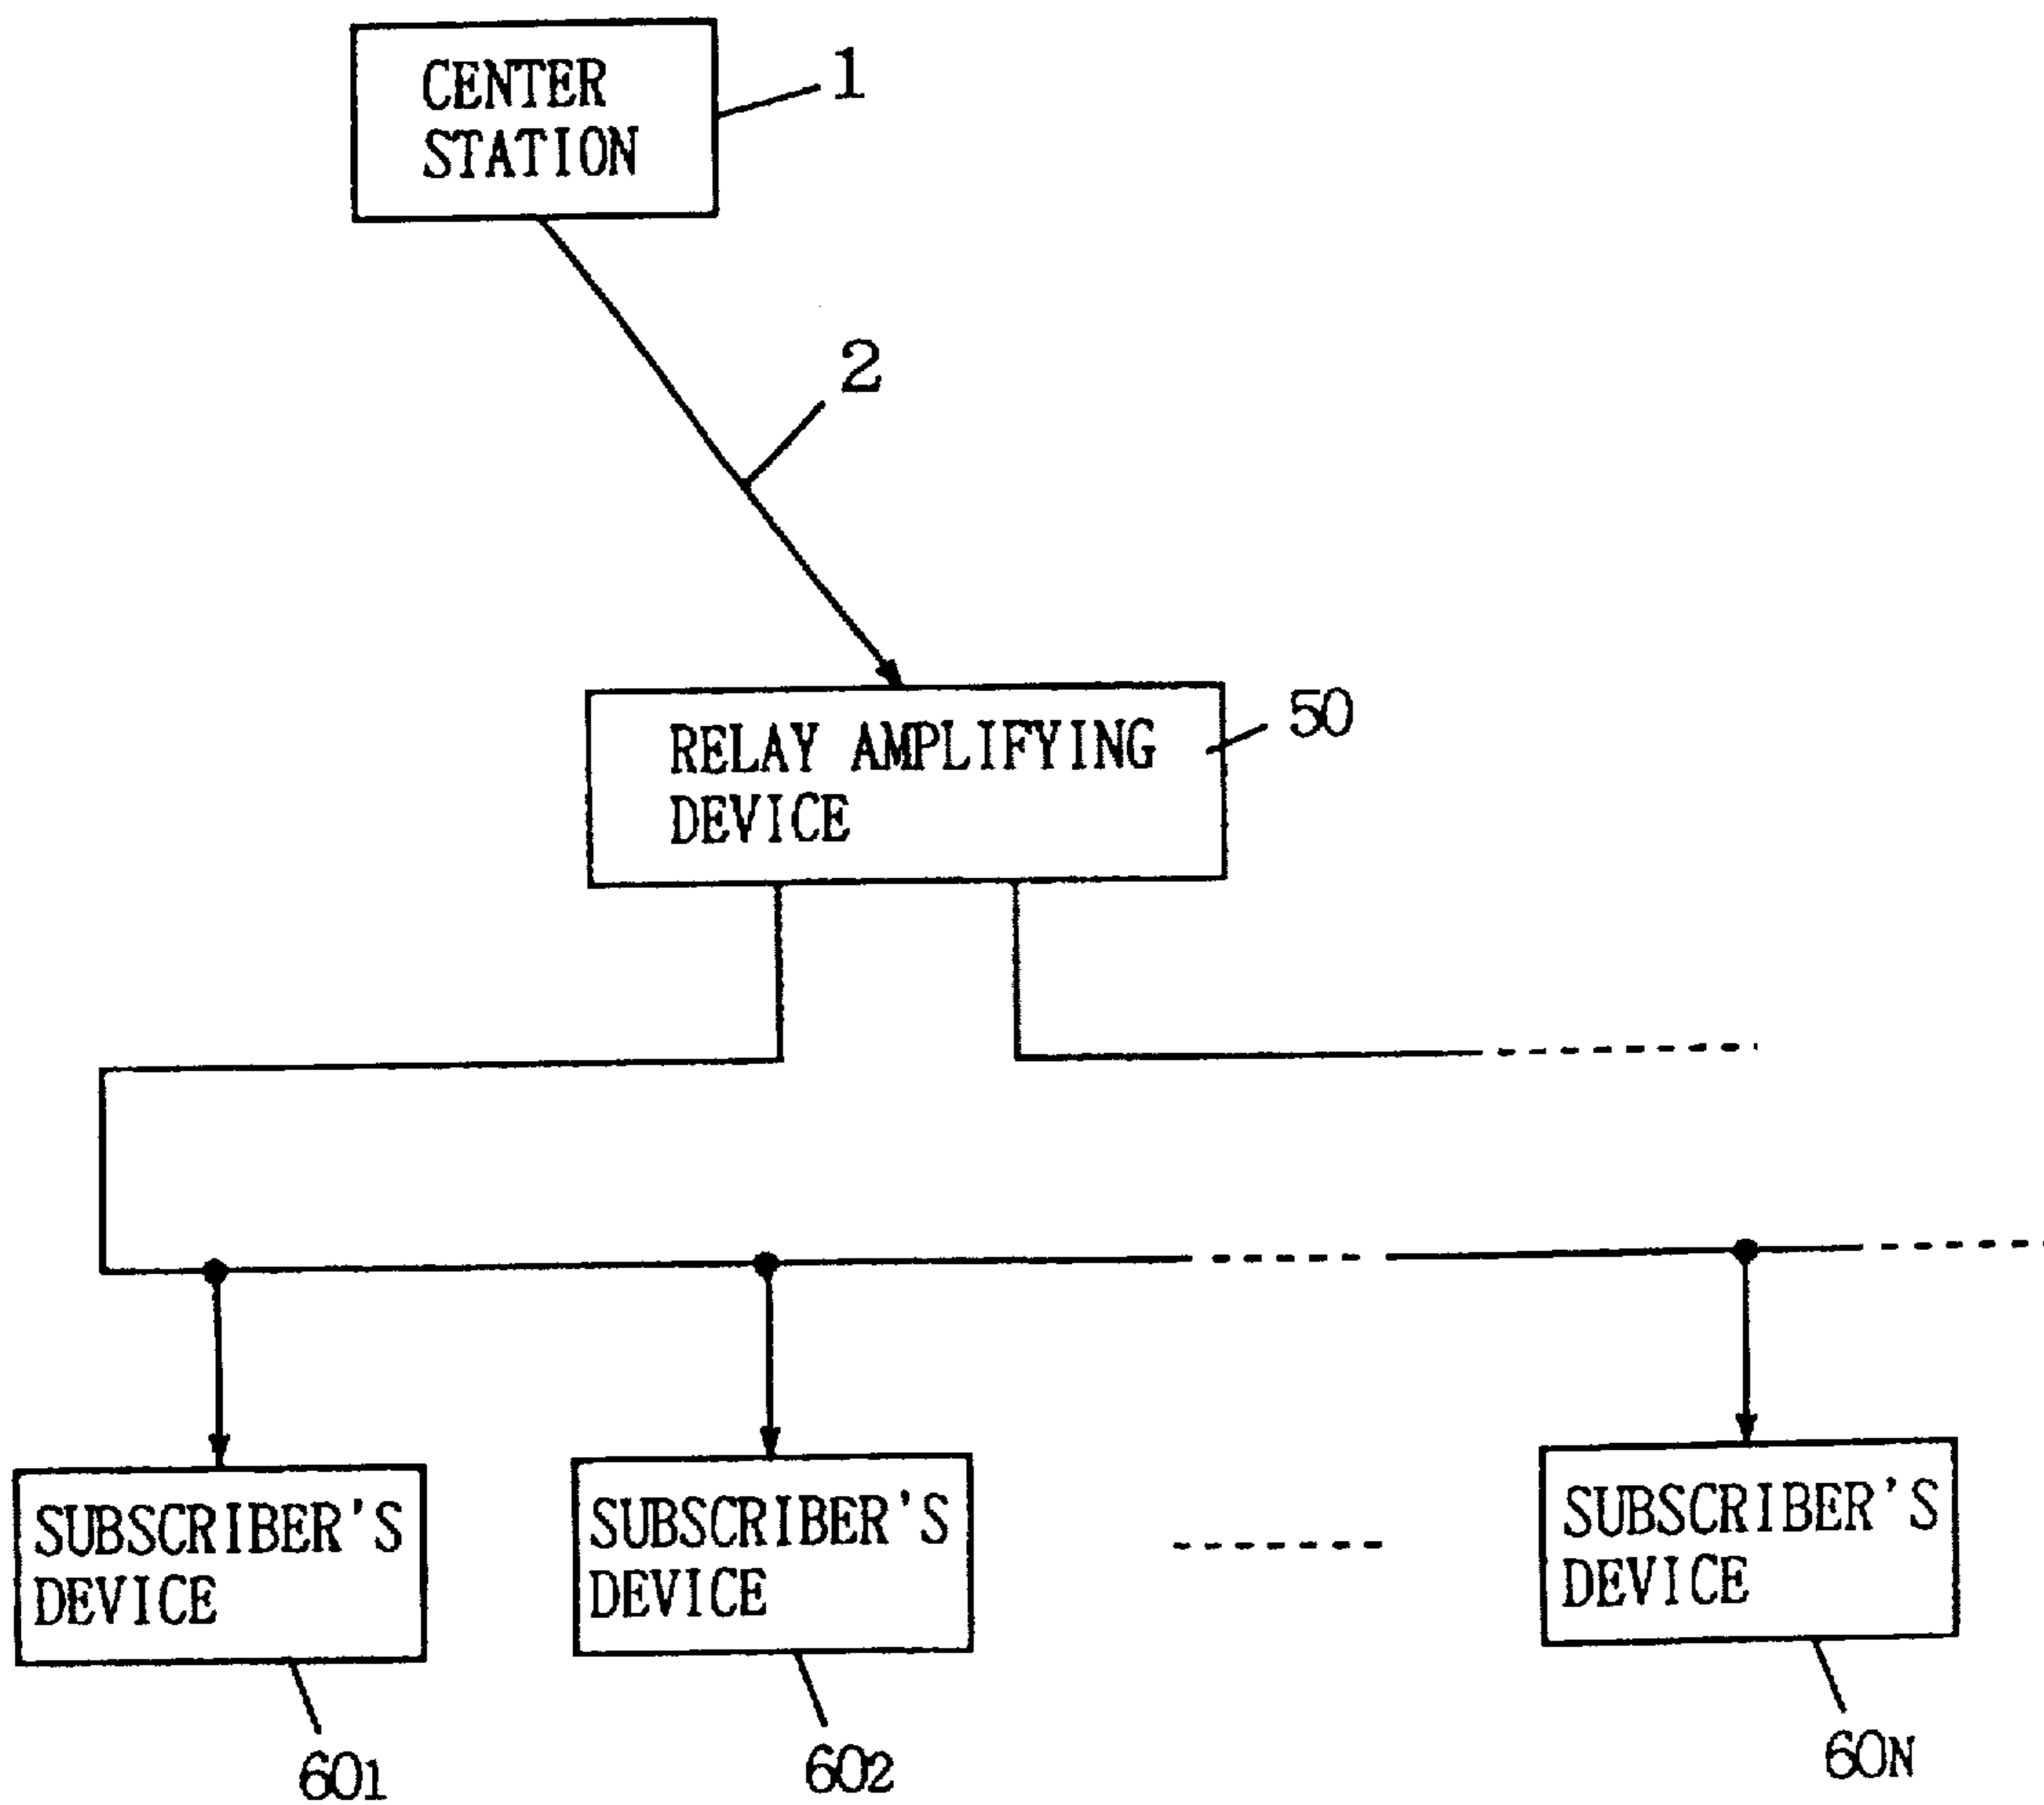 CENTER
STATION
1
2
RELAY AMPLIFYING
DEVICE
50
SUBSCRIBER'S
DEVICE
SUBSCRIBER'S
DEVICE
SUBSCRIBER'S
DEVICE
601
602
60N